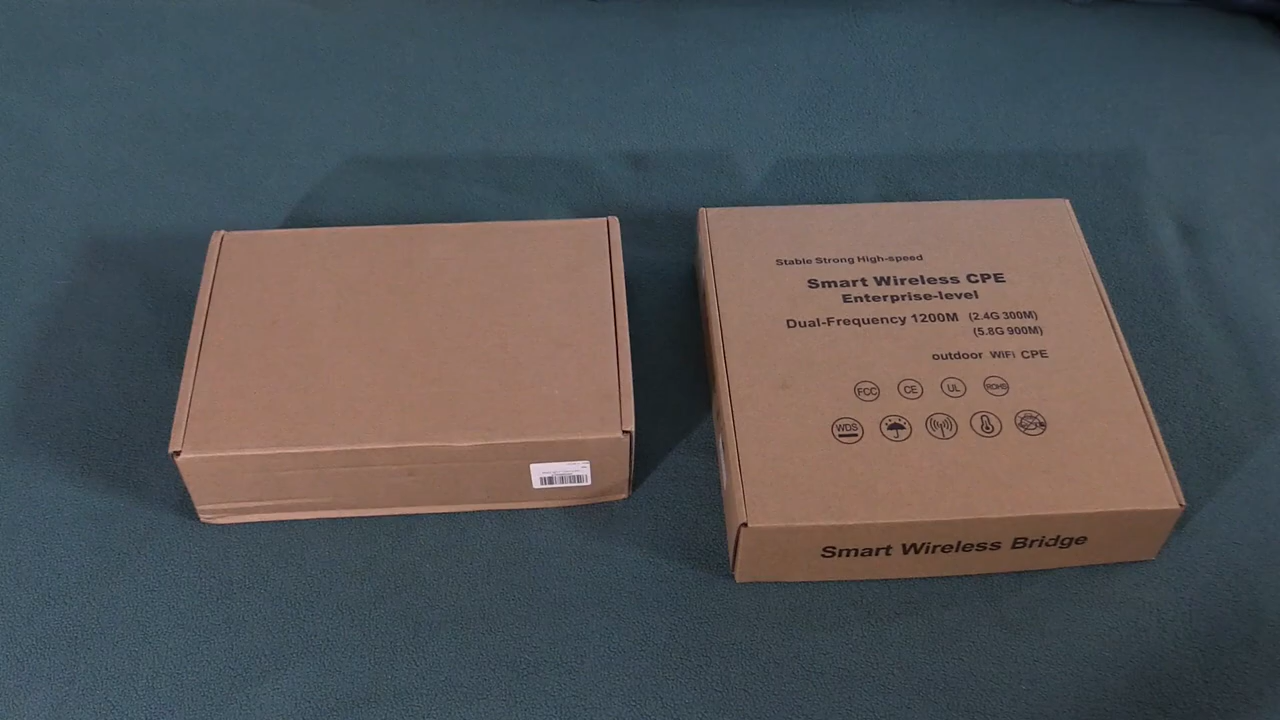 Stable Strong High-speed
Smart Wireless CPE
Enterprise-level
Dual-Frequency 1200M (2.4G 300M)
(5.8G 900M)
outdoor WiFi CPE
FCC CE UL ROHS
WDS
Smart Wireless Bridge